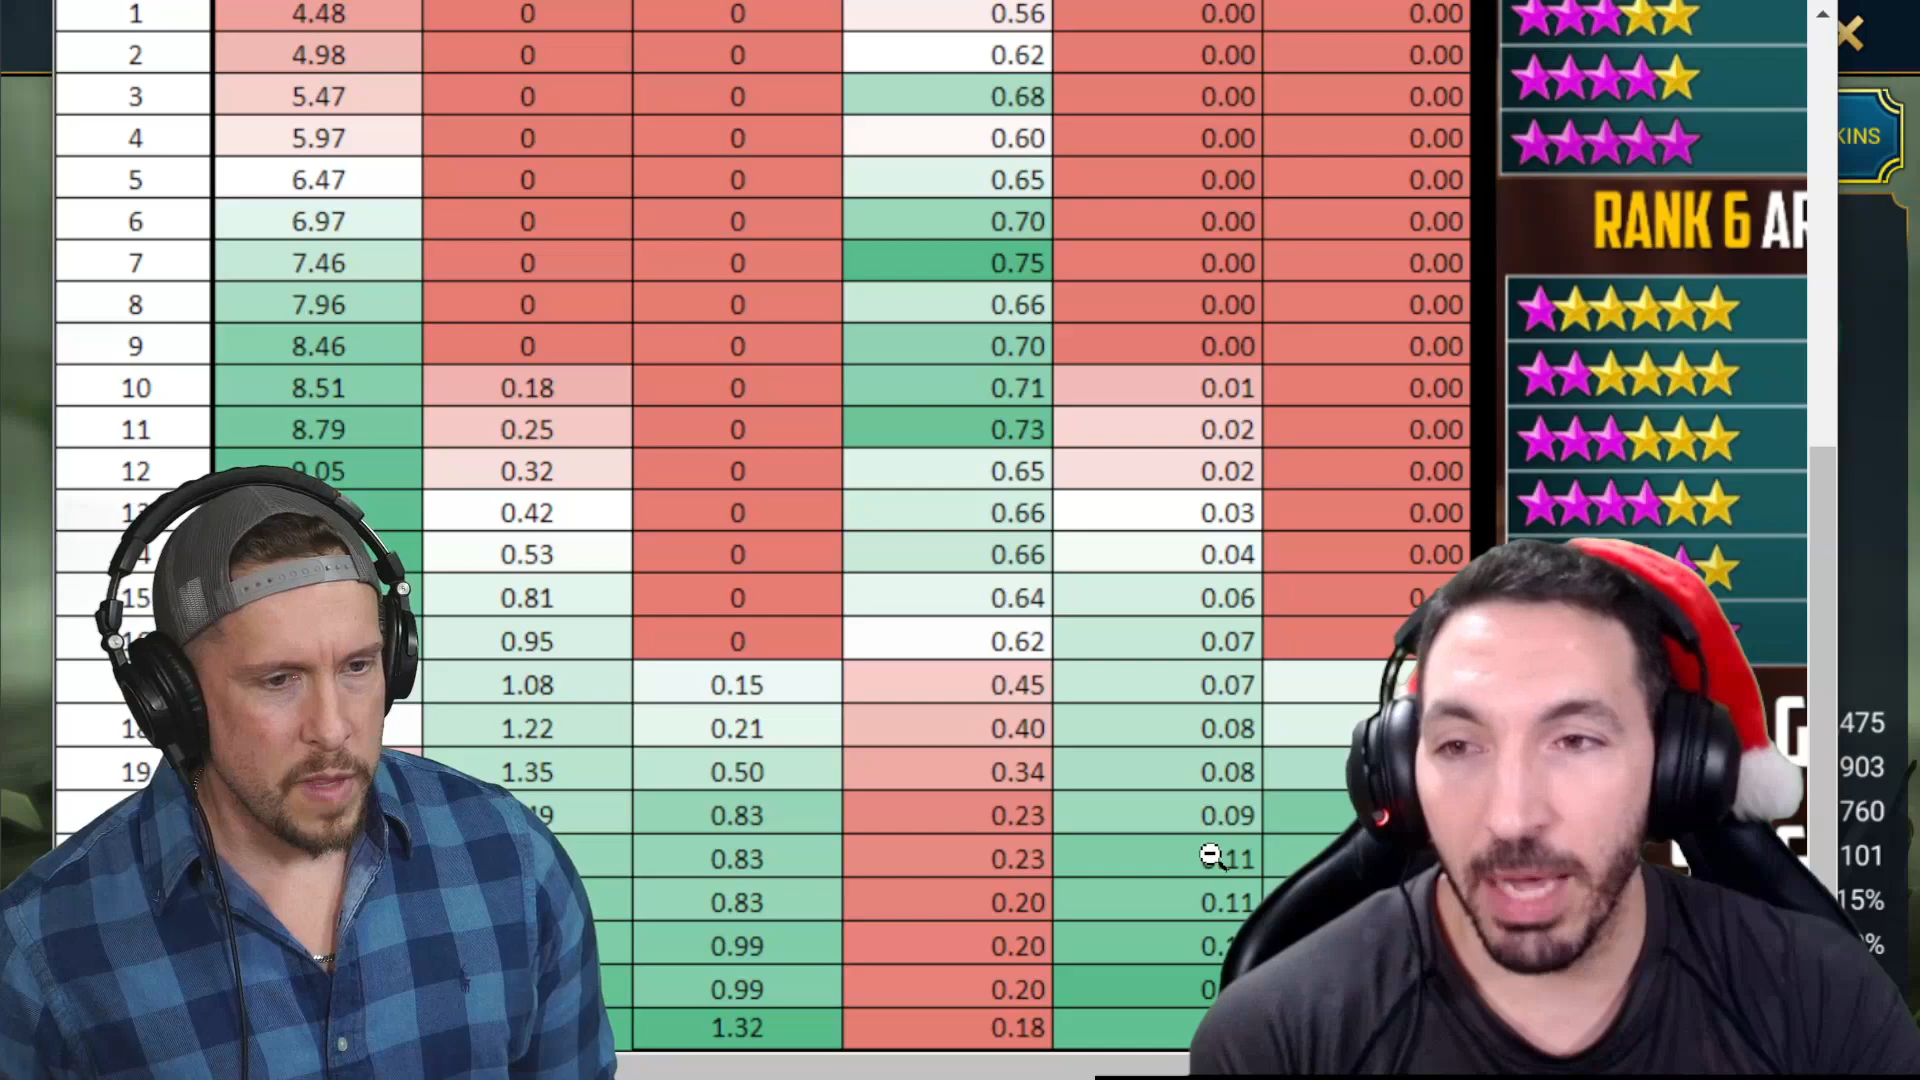 1 4.48 0 0 0.56 0.00 0.00
2 4.98 0 0 0.62 0.00 0.00
3 5.47 0 0 0.68 0.00 0.00
4 5.97 0 0 0.60 0.00 0.00
5 6.47 0 0 0.65 0.00 0.00
KINS
6 6.97 0 0 0.70 0.00 0.00
RANK 6
7 7.46 0 0 0.75 0.00 0.00
8 7.96 0 0 0.66 0.00 0.00
9 8.46 0 0 0.70 0.00 0.00
10 8.51 0.18 0 0.71 0.01 0.00
11 8.79 0.25 0 0.73 0.02 0.00
12 9.05 0.32 0 0.65 0.02 0.00
13 0.42 0 0.66 0.03 0.00
0.53 0 0.66 0.04 0.00
15 0.81 0 0.64 0.06
0.95 0 0.62 0.07
1.08 0.15 0.45 0.07
18 1.22 0.21 0.40 0.08
475
19 1.35 0.50 0.34 0.08
903
0.83 0.23 0.09
760
0.83 0.23
101
0.83 0.20 0.11
15%
0.99 0.20
0.99 0.20
1.32 0.18